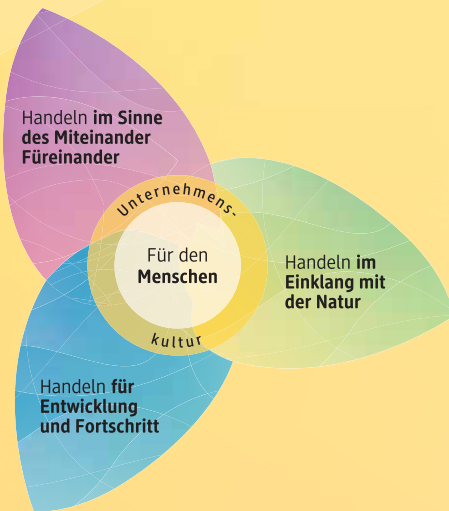 Handeln im Sinne
des Miteinander
Füreinander
Unternehmens-
Für den
Menschen
kultur
Handeln im
Einklang mit
der Natur
Handeln für
Entwicklung
und Fortschritt